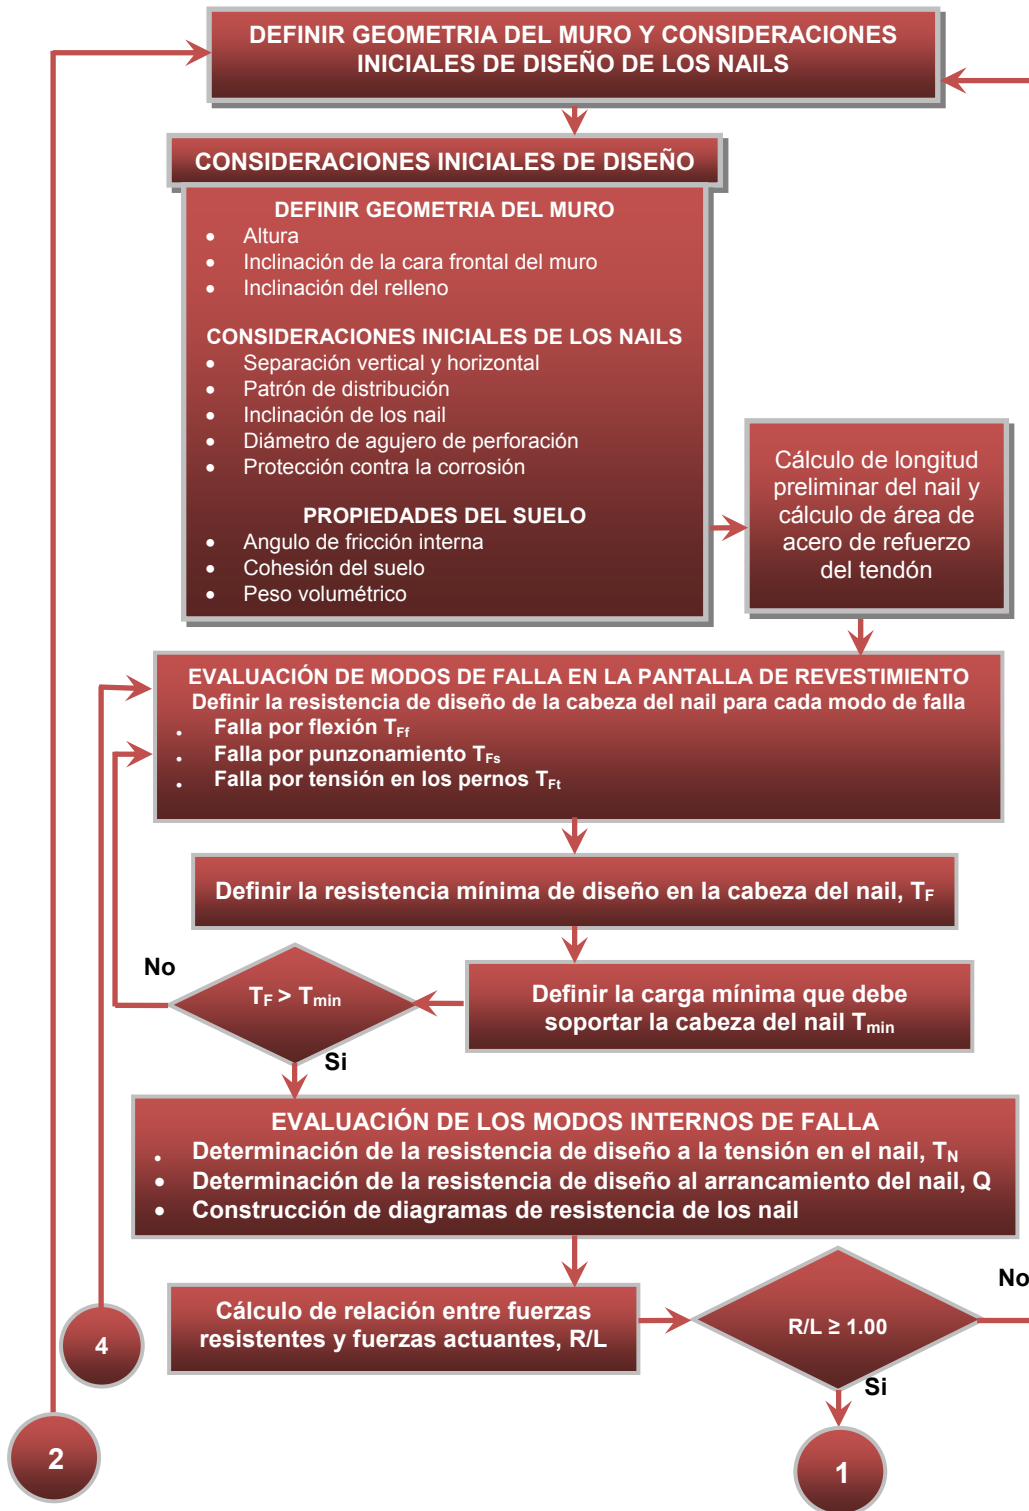 DEFINIR GEOMETRIA DEL MURO Y CONSIDERACIONES
INICIALES DE DISEÑO DE LOS NAILS
CONSIDERACIONES INICIALES DE DISEÑO
DEFINIR GEOMETRIA DEL MURO
• Altura
• Inclinación de la cara frontal del muro
• Inclinación del relleno
CONSIDERACIONES INICIALES DE LOS NAILS
• Separación vertical y horizontal
• Patrón de distribución
• Inclinación de los nail
• Diámetro de agujero de perforación
• Protección contra la corrosión
PROPIEDADES DEL SUELO
• Angulo de fricción interna
• Cohesión del suelo
• Peso volumétrico
Cálculo de longitud
preliminar del nail y
cálculo de área de
acero de refuerzo
del tendón
EVALUACIÓN DE MODOS DE FALLA EN LA PANTALLA DE REVESTIMIENTO
Definir la resistencia de diseño de la cabeza del nail para cada modo de falla
. Falla por flexión T_Ff
. Falla por punzonamiento T_Fs
. Falla por tensión en los pernos T_Ft
Definir la resistencia mínima de diseño en la cabeza del nail, T_F
No
T_F > T_min
Definir la carga mínima que debe
soportar la cabeza del nail T_min
Si
EVALUACIÓN DE LOS MODOS INTERNOS DE FALLA
. Determinación de la resistencia de diseño a la tensión en el nail, T_N
• Determinación de la resistencia de diseño al arrancamiento del nail, Q
• Construcción de diagramas de resistencia de los nail
No
Cálculo de relación entre fuerzas
resistentes y fuerzas actuantes, R/L
R/L ≥ 1.00
4
Si
2
1